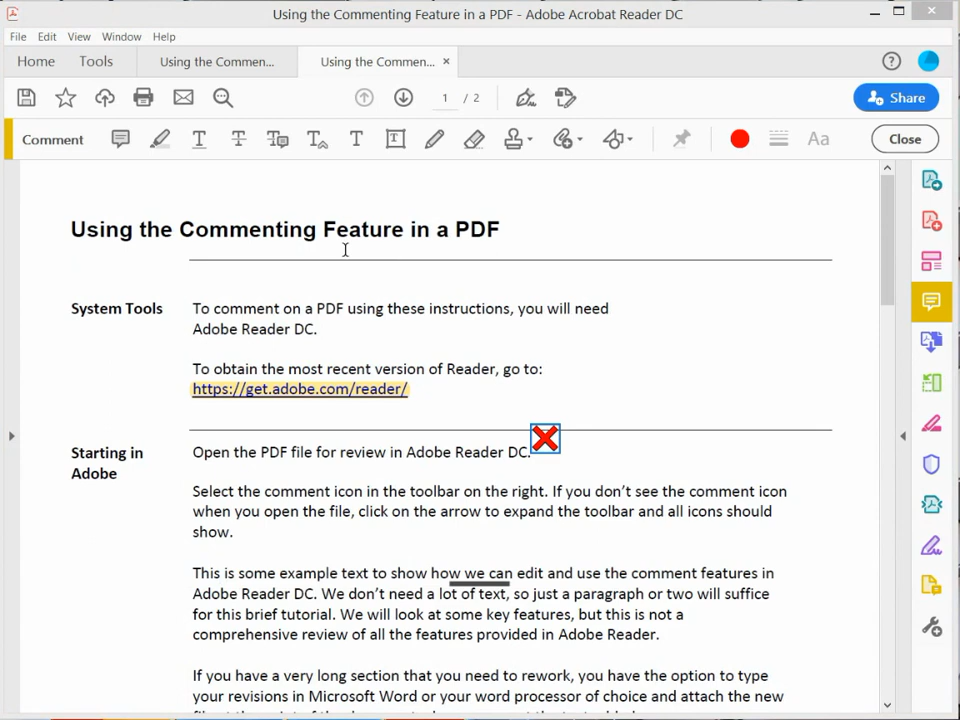 Using the Commenting Feature in a PDF - Adobe Acrobat Reader DC
File Edit View Window Help
Home Tools Using the Commen... Using the Commen... ×
1 / 2 Share
Comment T T T T T Aa Close
Using the Commenting Feature in a PDF
System Tools To comment on a PDF using these instructions, you will need
Adobe Reader DC.
To obtain the most recent version of Reader, go to:
https://get.adobe.com/reader/
Starting in Open the PDF file for review in Adobe Reader DC.
Adobe
Select the comment icon in the toolbar on the right. If you don’t see the comment icon
when you open the file, click on the arrow to expand the toolbar and all icons should
show.
This is some example text to show how we can edit and use the comment features in
Adobe Reader DC. We don’t need a lot of text, so just a paragraph or two will suffice
for this brief tutorial. We will look at some key features, but this is not a
comprehensive review of all the features provided in Adobe Reader.
If you have a very long section that you need to rework, you have the option to type
your revisions in Microsoft Word or your word processor of choice and attach the new